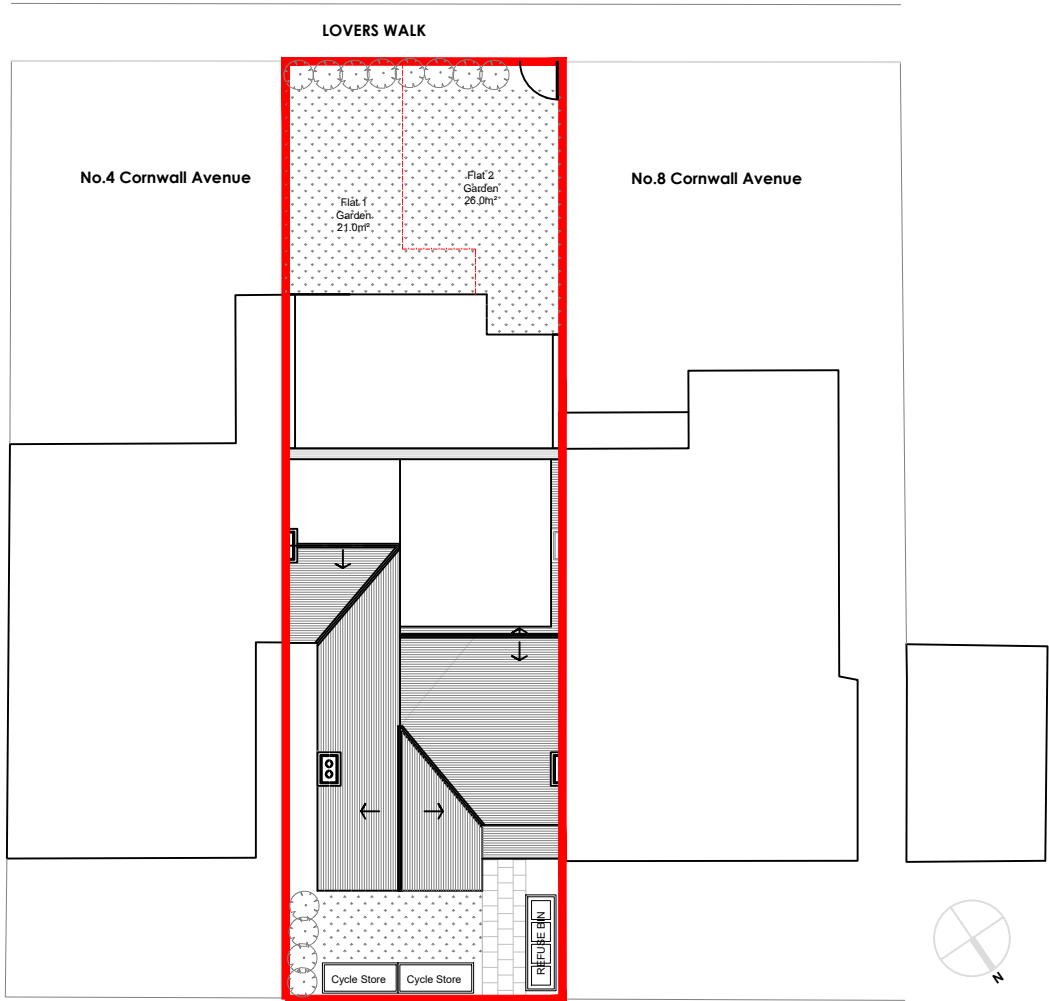 LOVERS WALK
No.4 Cornwall Avenue
Flat 2
Garden
26.0m²
No.8 Cornwall Avenue
Flat 1
Garden
21.0m²
REFUSE BIN
Cycle Store
Cycle Store
N